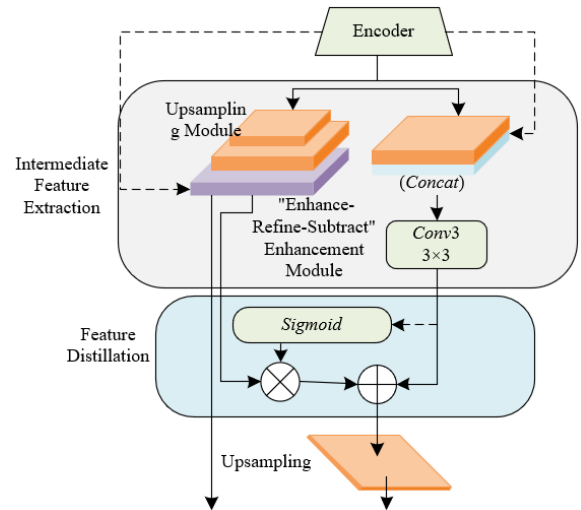 Encoder
Upsamplin
g Module
Intermediate
Feature
Extraction
(Concat)
"Enhance-
Refine-Subtract"
Enhancement
Module
Conv3
3×3
Feature
Distillation
Sigmoid
Upsampling